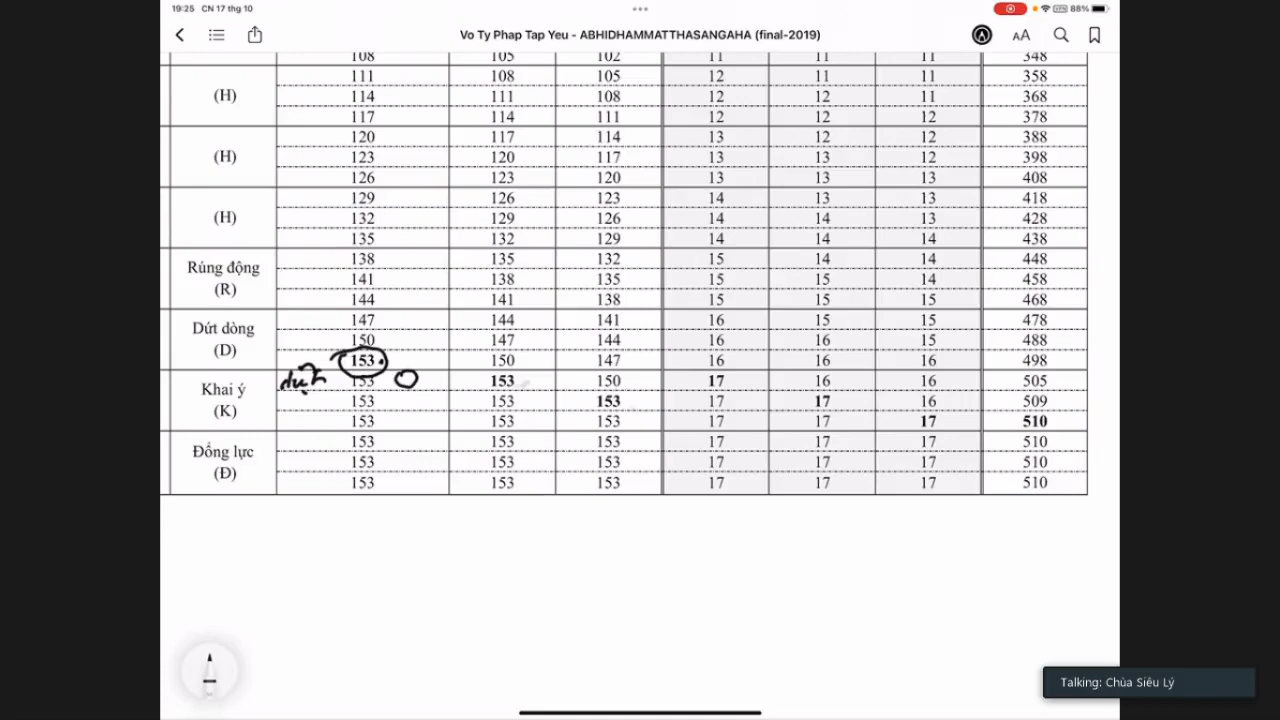 19:25 CN 17 thg 10
88%
Vo Ty Phap Tap Yeu - ABHIDHAMMATTHASANGAHA (final-2019)
AA
108 105 102 11 11 11 348
(H)
111 108 105 12 11 11 358
114 111 108 12 12 11 368
117 114 111 12 12 12 378
(H)
120 117 114 13 12 12 388
123 120 117 13 13 12 398
126 123 120 13 13 13 408
(H)
129 126 123 14 13 13 418
132 129 126 14 14 13 428
135 132 129 14 14 14 438
Rúng động
(R)
138 135 132 15 14 14 448
141 138 135 15 15 14 458
144 141 138 15 15 15 468
Dứt dòng
(D)
147 144 141 16 15 15 478
150 147 144 16 16 15 488
153 150 147 16 16 16 498
Khai ý
(K)
153 153 150 17 16 16 505
153 153 153 17 17 16 509
153 153 153 17 17 17 510
Đổng lực
(Đ)
153 153 153 17 17 17 510
153 153 153 17 17 17 510
153 153 153 17 17 17 510
Talking: Chùa Siêu Lý